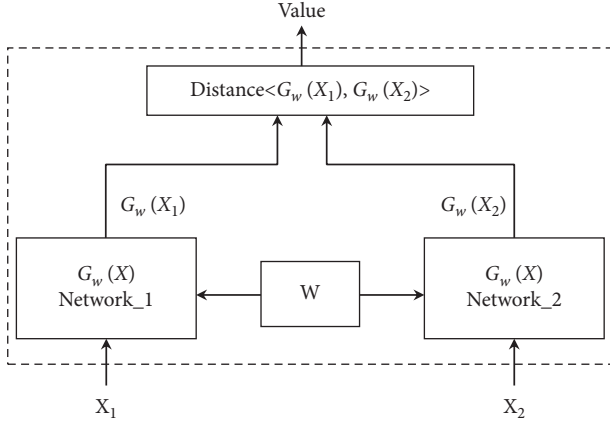 Value
Distance<G_w(X_1), G_w(X_2)>
G_w(X_1)
G_w(X_2)
G_w(X)
Network_1
W
G_w(X)
Network_2
X_1
X_2